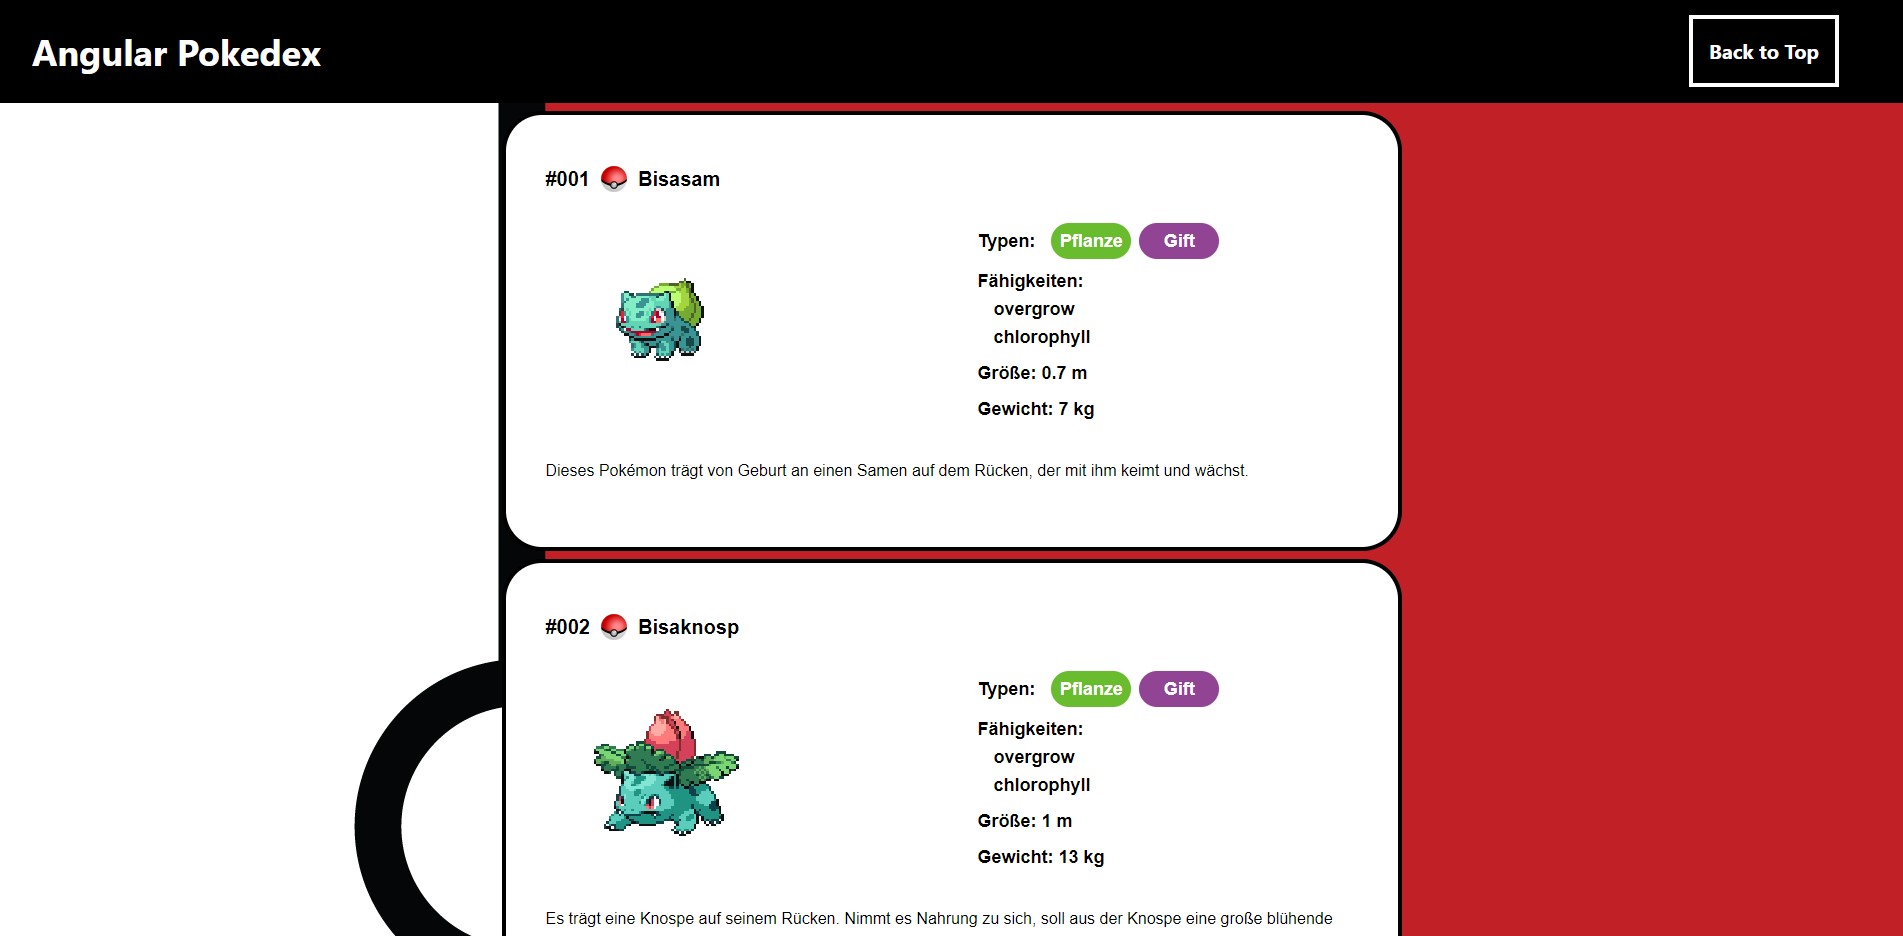 Angular Pokedex
Back to Top
#001 Bisasam
Typen: Pflanze Gift
Fähigkeiten:
overgrow
chlorophyll
Größe: 0.7 m
Gewicht: 7 kg
Dieses Pokémon trägt von Geburt an einen Samen auf dem Rücken, der mit ihm keimt und wächst.
#002 Bisaknosp
Typen: Pflanze Gift
Fähigkeiten:
overgrow
chlorophyll
Größe: 1 m
Gewicht: 13 kg
Es trägt eine Knospe auf seinem Rücken. Nimmt es Nahrung zu sich, soll aus der Knospe eine große blühende